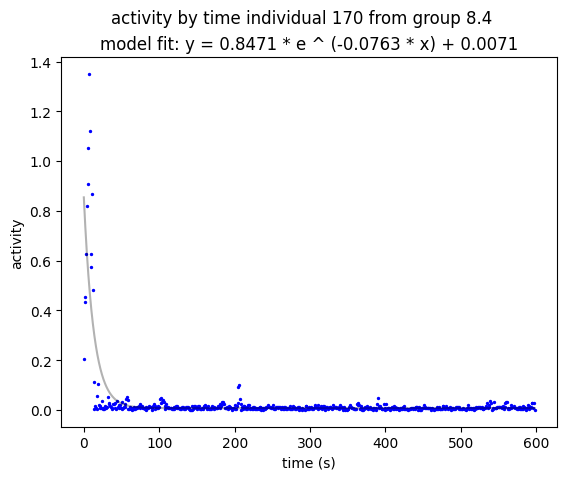 activity by time individual 170 from group 8.4
model fit: y = 0.8471 * e ^ (-0.0763 * x) + 0.0071
1.4
1.2
1.0
0.8
0.6
0.4
0.2
0.0
activity
0 100 200 300 400 500 600
time (s)